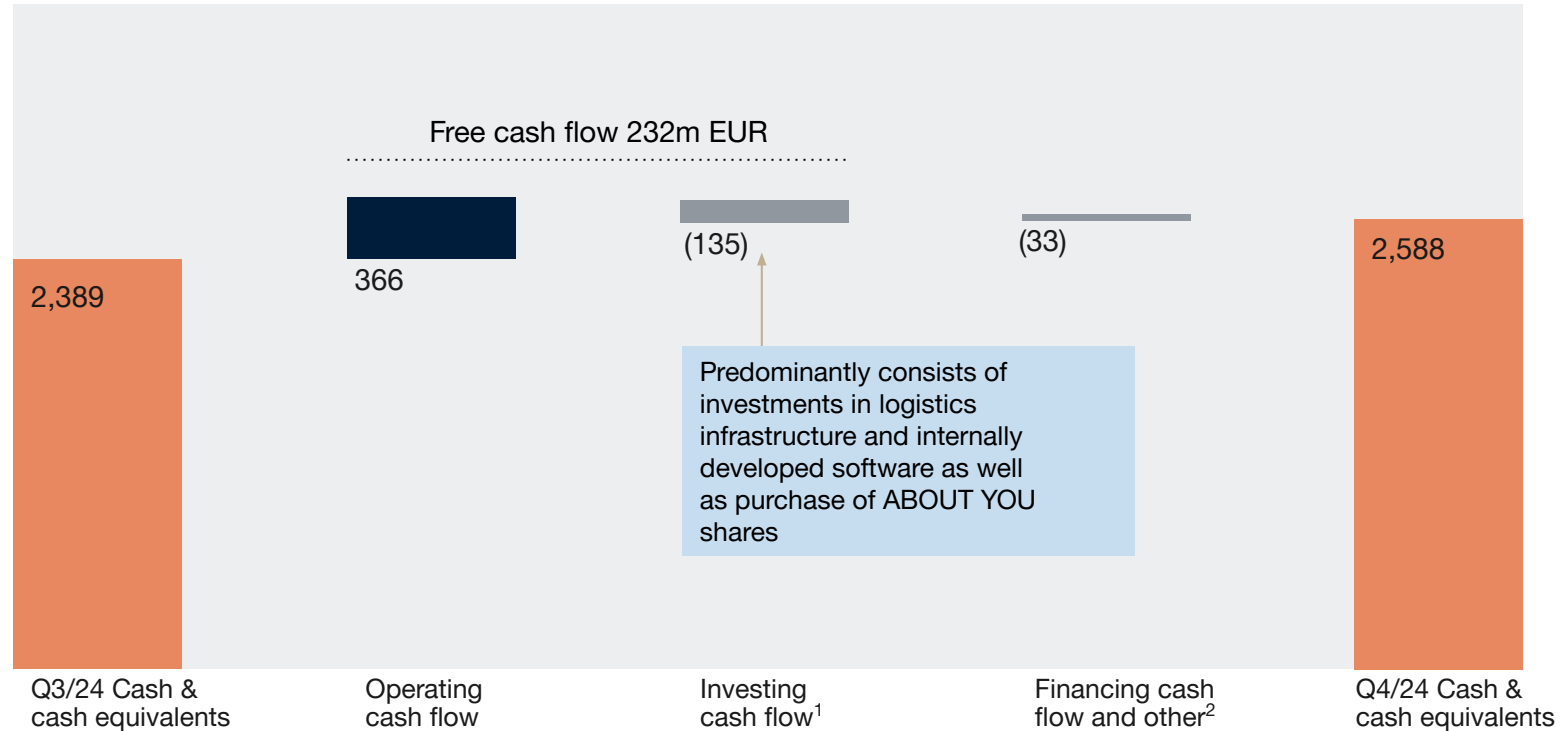 Free cash flow 232m EUR
2,389
366
(135)
(33)
2,588
Predominantly consists of
investments in logistics
infrastructure and internally
developed software as well
as purchase of ABOUT YOU
shares
Q3/24 Cash &
cash equivalents
Operating
cash flow
Investing
cash flow¹
Financing cash
flow and other²
Q4/24 Cash &
cash equivalents